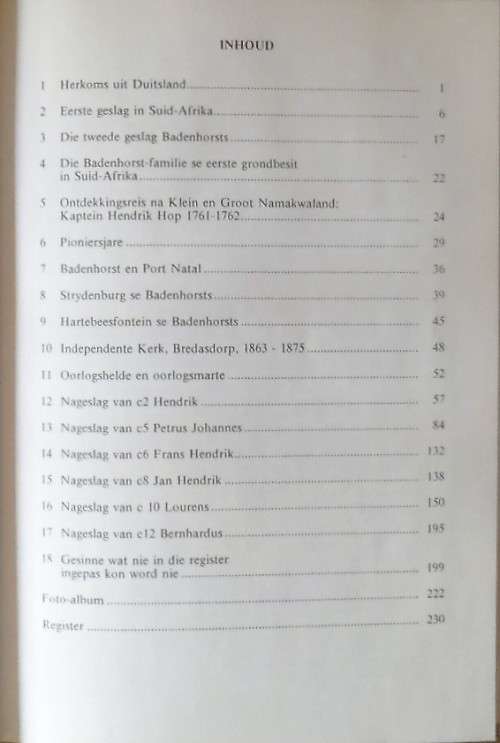 INHOUD
1 Herkoms uit Duitsland 1
2 Eerste geslag in Suid-Afrika 6
3 Die tweede geslag Badenhorsts 17
4 Die Badenhorst-familie se eerste grondbesit
in Suid-Afrika 22
5 Ontdekkingsreis na Klein en Groot Namakwaland:
Kaptein Hendrik Hop 1761-1762 24
6 Pioniersjare 29
7 Badenhorst en Port Natal 36
8 Strydenburg se Badenhorsts 39
9 Hartebeesfontein se Badenhorsts 45
10 Independente Kerk, Bredasdorp, 1863 - 1875 48
11 Oorlogshelde en oorlogsmarte 52
12 Nageslag van c2 Hendrik 57
13 Nageslag van c5 Petrus Johannes 84
14 Nageslag van c6 Frans Hendrik 132
15 Nageslag van c8 Jan Hendrik 138
16 Nageslag van c 10 Lourens 150
17 Nageslag van c12 Bernhardus 195
18 Gesinne wat nie in die register
ingepas kon word nie 199
Foto-album 222
Register 230